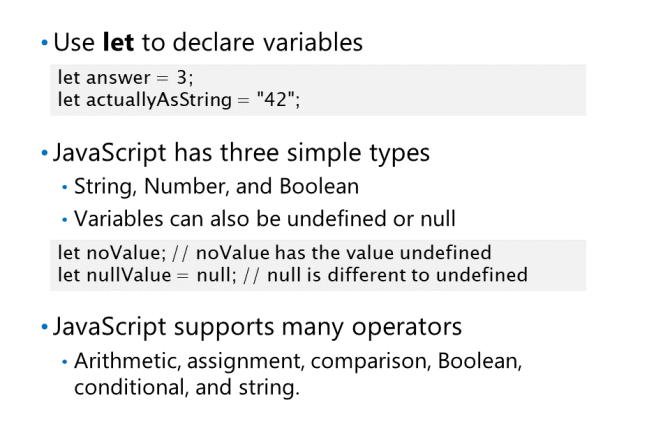 • Use let to declare variables
let answer = 3;
let actuallyAsString = "42";
• JavaScript has three simple types
• String, Number, and Boolean
• Variables can also be undefined or null
let noValue; // noValue has the value undefined
let nullValue = null; // null is different to undefined
• JavaScript supports many operators
• Arithmetic, assignment, comparison, Boolean,
conditional, and string.